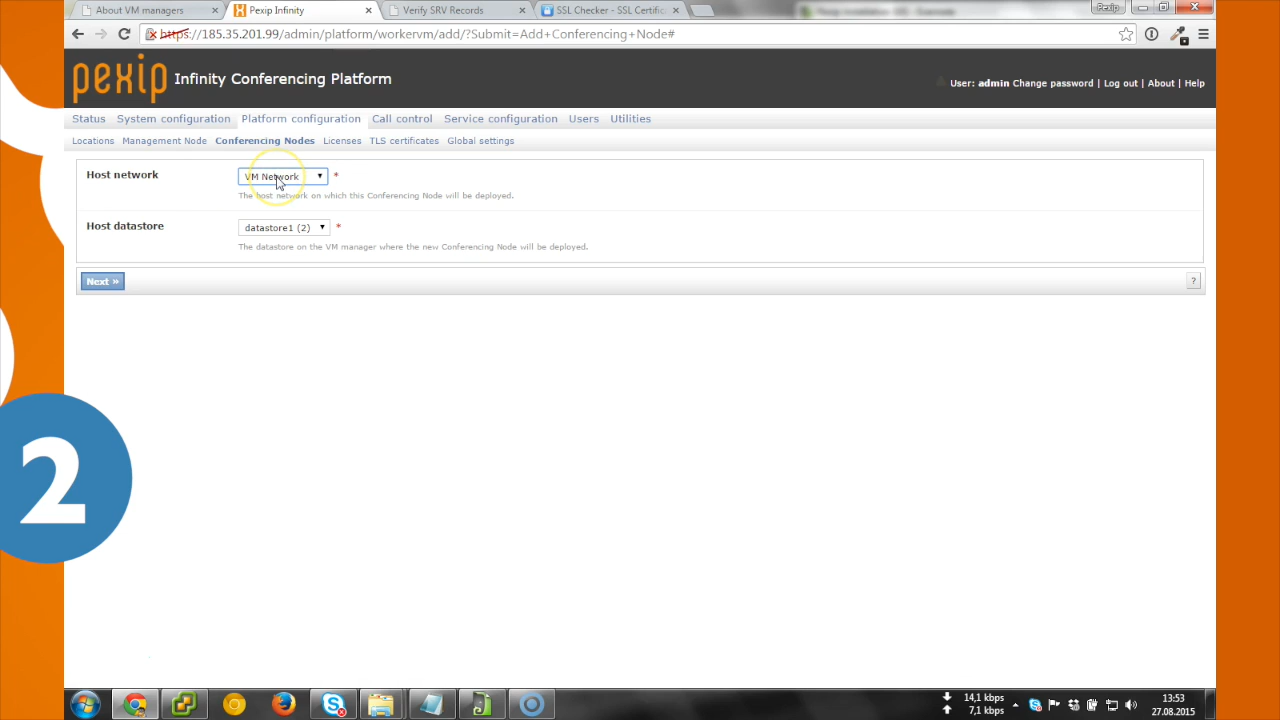 About VM managers
Pexip Infinity
Verify SRV Records
SSL Checker - SSL Certific
Pexip
https://185.35.201.99/admin/platform/workervm/add/?Submit=Add+Conferencing+Node#
pexip Infinity Conferencing Platform
User: admin Change password | Log out | About | Help
Status System configuration Platform configuration Call control Service configuration Users Utilities
Locations Management Node Conferencing Nodes Licenses TLS certificates Global settings
Host network VM Network *
The host network on which this Conferencing Node will be deployed.
Host datastore datastore1 (2) *
The datastore on the VM manager where the new Conferencing Node will be deployed.
Next »
?
2
14,1 kbps
7,1 kbps
13:53
27.08.2015